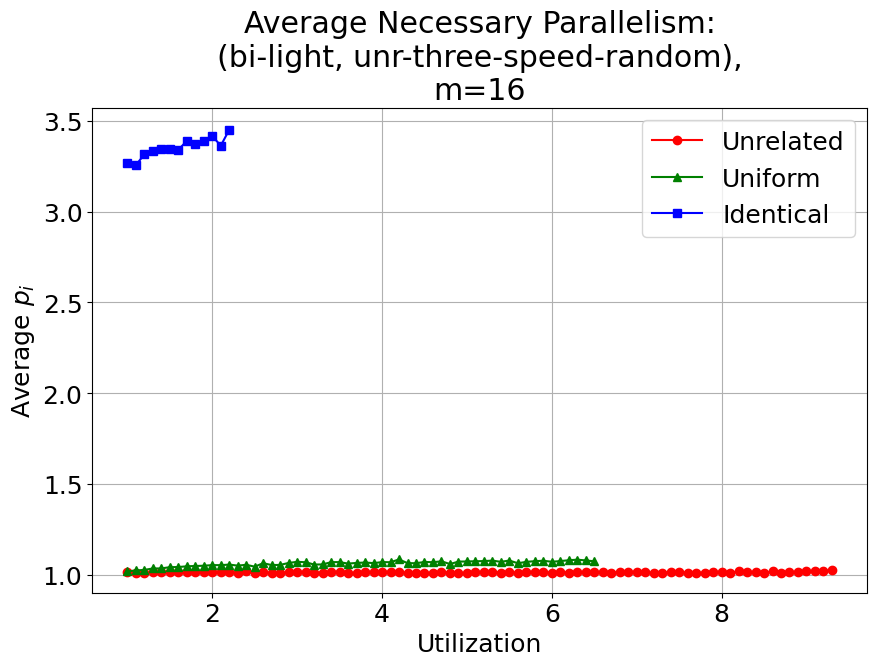 Average Necessary Parallelism:
(bi-light, unr-three-speed-random),
m=16
Average p_i
3.5
3.0
2.5
2.0
1.5
1.0
Unrelated
Uniform
Identical
2 4 6 8
Utilization